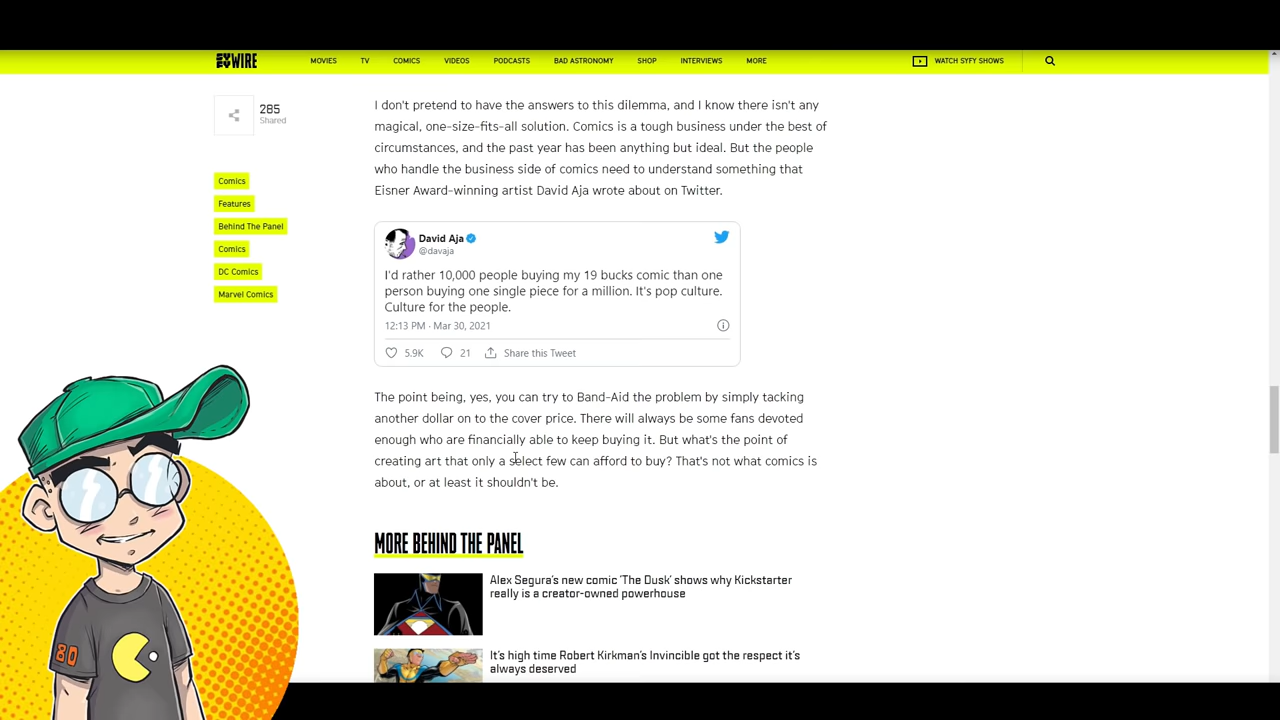 SYFY WIRE
MOVIES TV COMICS VIDEOS PODCASTS BAD ASTRONOMY SHOP INTERVIEWS MORE WATCH SYFY SHOWS
285
Shared
Comics
Features
Behind The Panel
Comics
DC Comics
Marvel Comics
I don't pretend to have the answers to this dilemma, and I know there isn't any
magical, one-size-fits-all solution. Comics is a tough business under the best of
circumstances, and the past year has been anything but ideal. But the people
who handle the business side of comics need to understand something that
Eisner Award-winning artist David Aja wrote about on Twitter.
David Aja
@davaja
I'd rather 10,000 people buying my 19 bucks comic than one
person buying one single piece for a million. It's pop culture.
Culture for the people.
12:13 PM · Mar 30, 2021
5.9K 21 Share this Tweet
The point being, yes, you can try to Band-Aid the problem by simply tacking
another dollar on to the cover price. There will always be some fans devoted
enough who are financially able to keep buying it. But what's the point of
creating art that only a select few can afford to buy? That's not what comics is
about, or at least it shouldn't be.
MORE BEHIND THE PANEL
Alex Segura's new comic 'The Dusk' shows why Kickstarter
really is a creator-owned powerhouse
It's high time Robert Kirkman's Invincible got the respect it's
always deserved
80